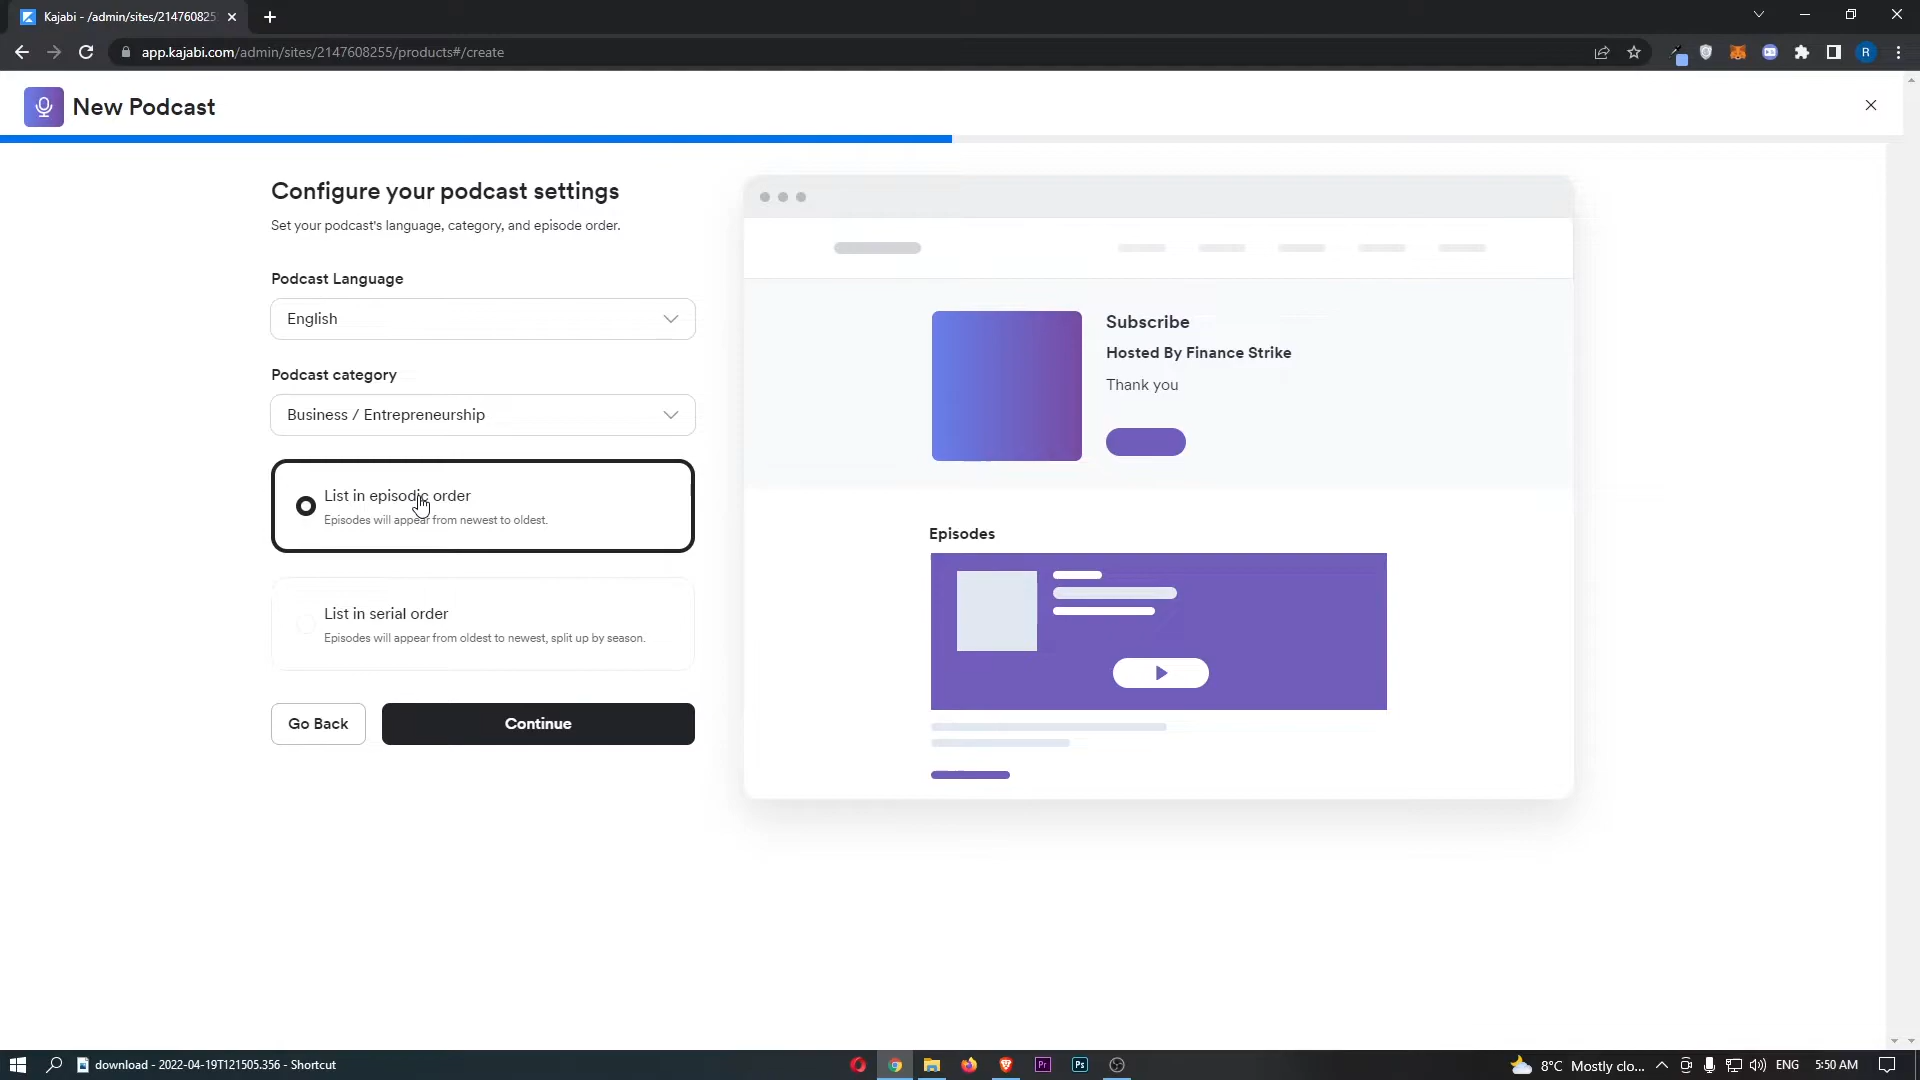 Kajabi - /admin/sites/21476082552
app.kajabi.com/admin/sites/2147608255/products#/create
R
New Podcast
Configure your podcast settings
Set your podcast's language, category, and episode order.
Podcast Language
English
Podcast category
Business / Entrepreneurship
List in episodic order
Episodes will appear from newest to oldest.
List in serial order
Episodes will appear from oldest to newest, split up by season.
Go Back
Continue
Subscribe
Hosted By Finance Strike
Thank you
Episodes
download - 2022-04-19T121505.356 - Shortcut
Pr
Ps
8°C Mostly clo...
ENG
5:50 AM